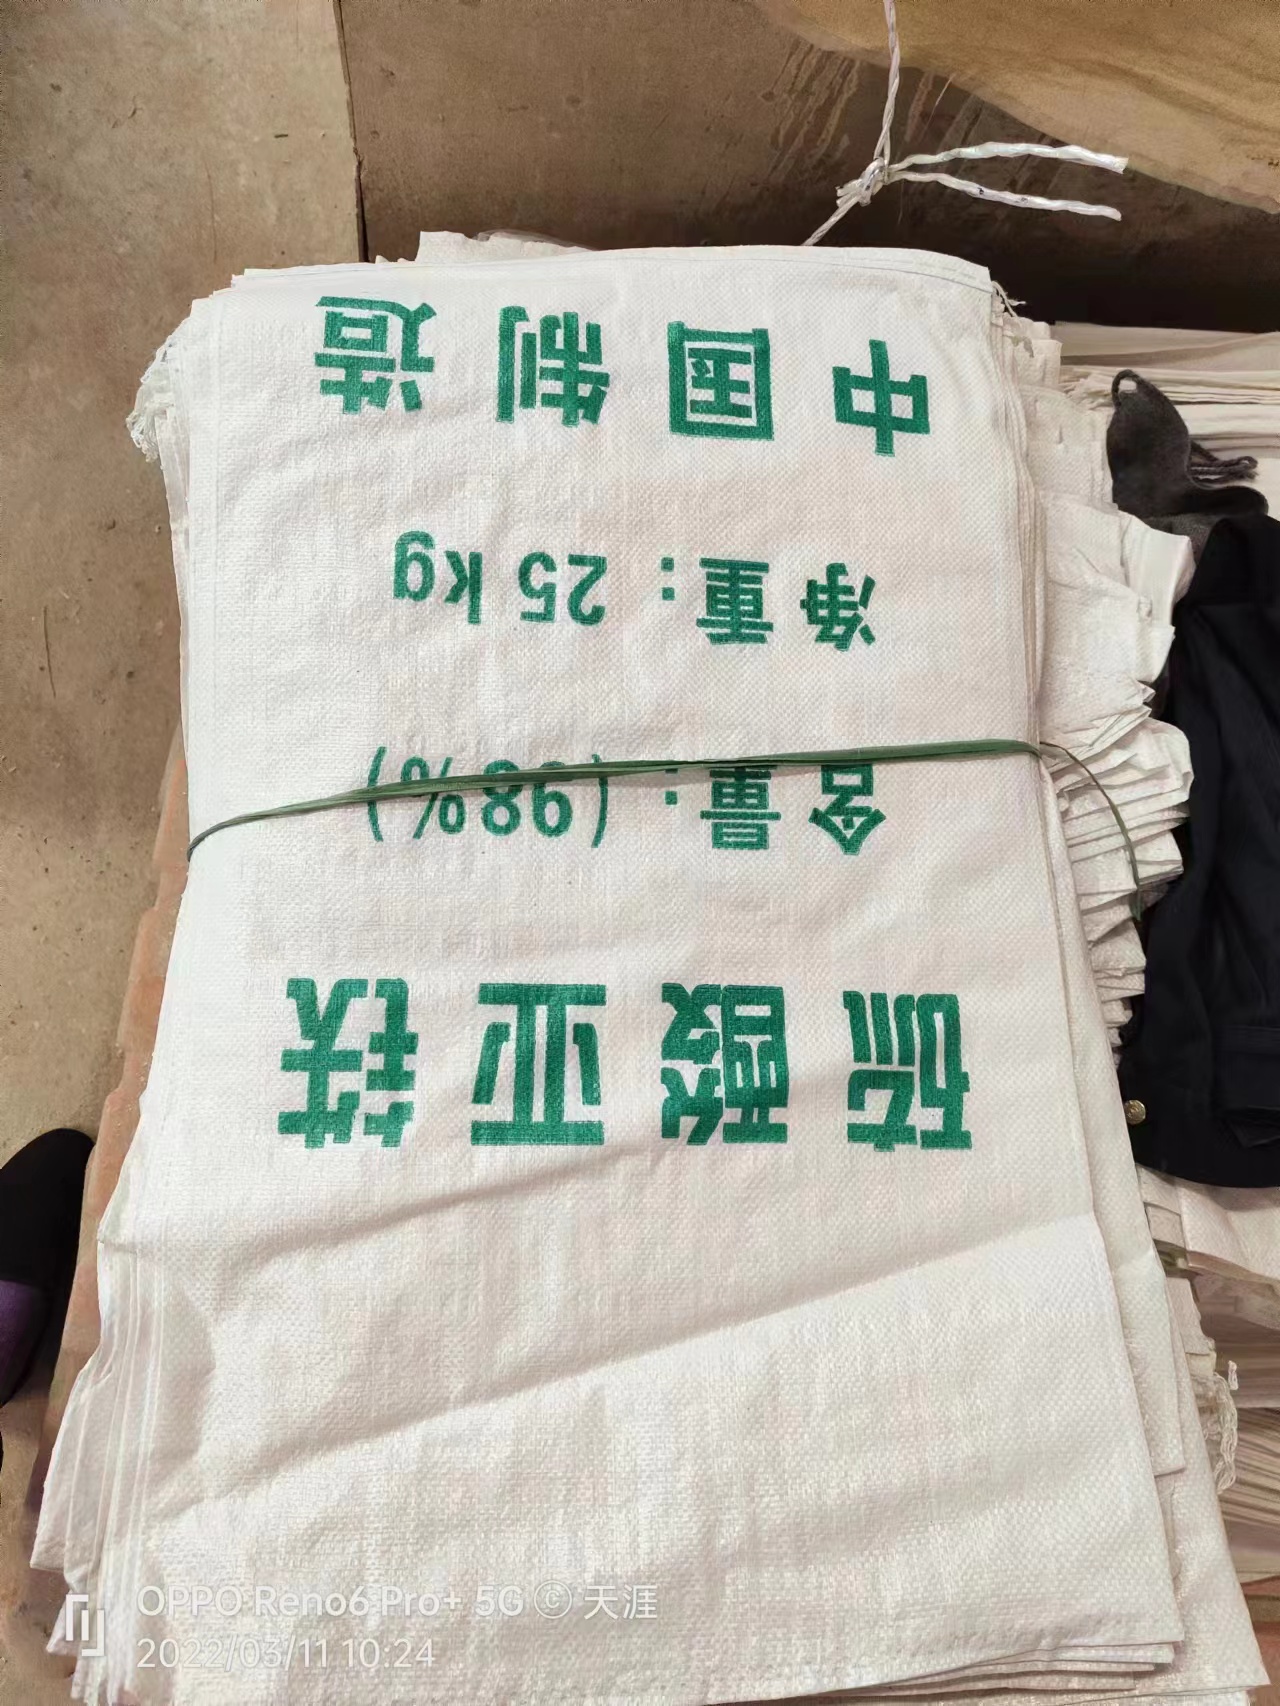 硫酸亚铁
含量:(98%)
净重:25kg
中国制造
OPPO Reno6 Pro+ 5G © 天涯
2022/03/11 10:24